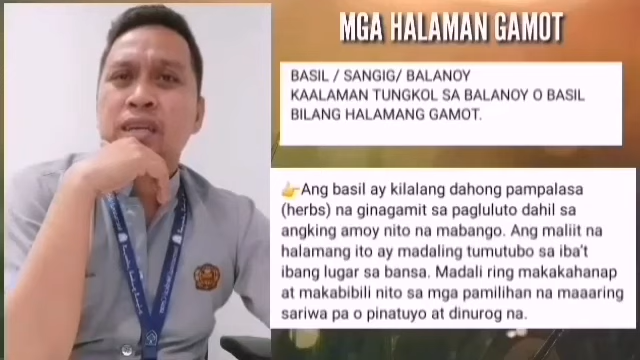 MGA HALAMAN GAMOT
BASIL / SANGIG/ BALANOY
KAALAMAN TUNGKOL SA BALANOY O BASIL
BILANG HALAMANG GAMOT.
👉Ang basil ay kilalang dahong pampalasa
(herbs) na ginagamit sa pagluluto dahil sa
angking amoy nito na mabango. Ang maliit na
halamang ito ay madaling tumutubo sa iba't
ibang lugar sa bansa. Madali ring makakahanap
at makabibili nito sa mga pamilihan na maaaring
sariwa pa o pinatuyo at dinurog na.